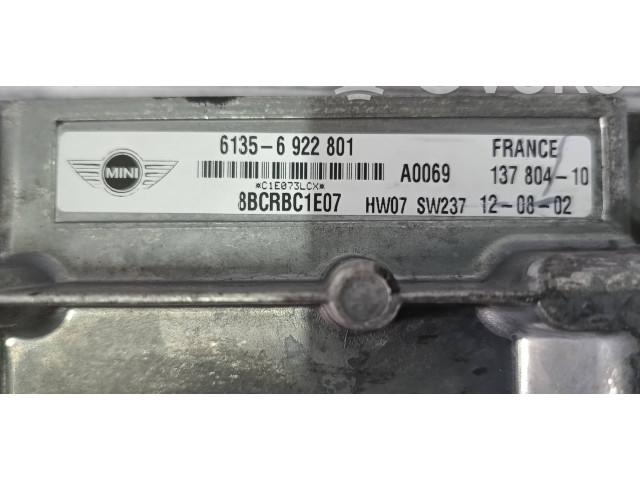 6135-6 922 801
FRANCE
MINI
A0069
137 804-10
*C1E073LCX*
8BCRBC1E07
HW07 SW237
12-08-02